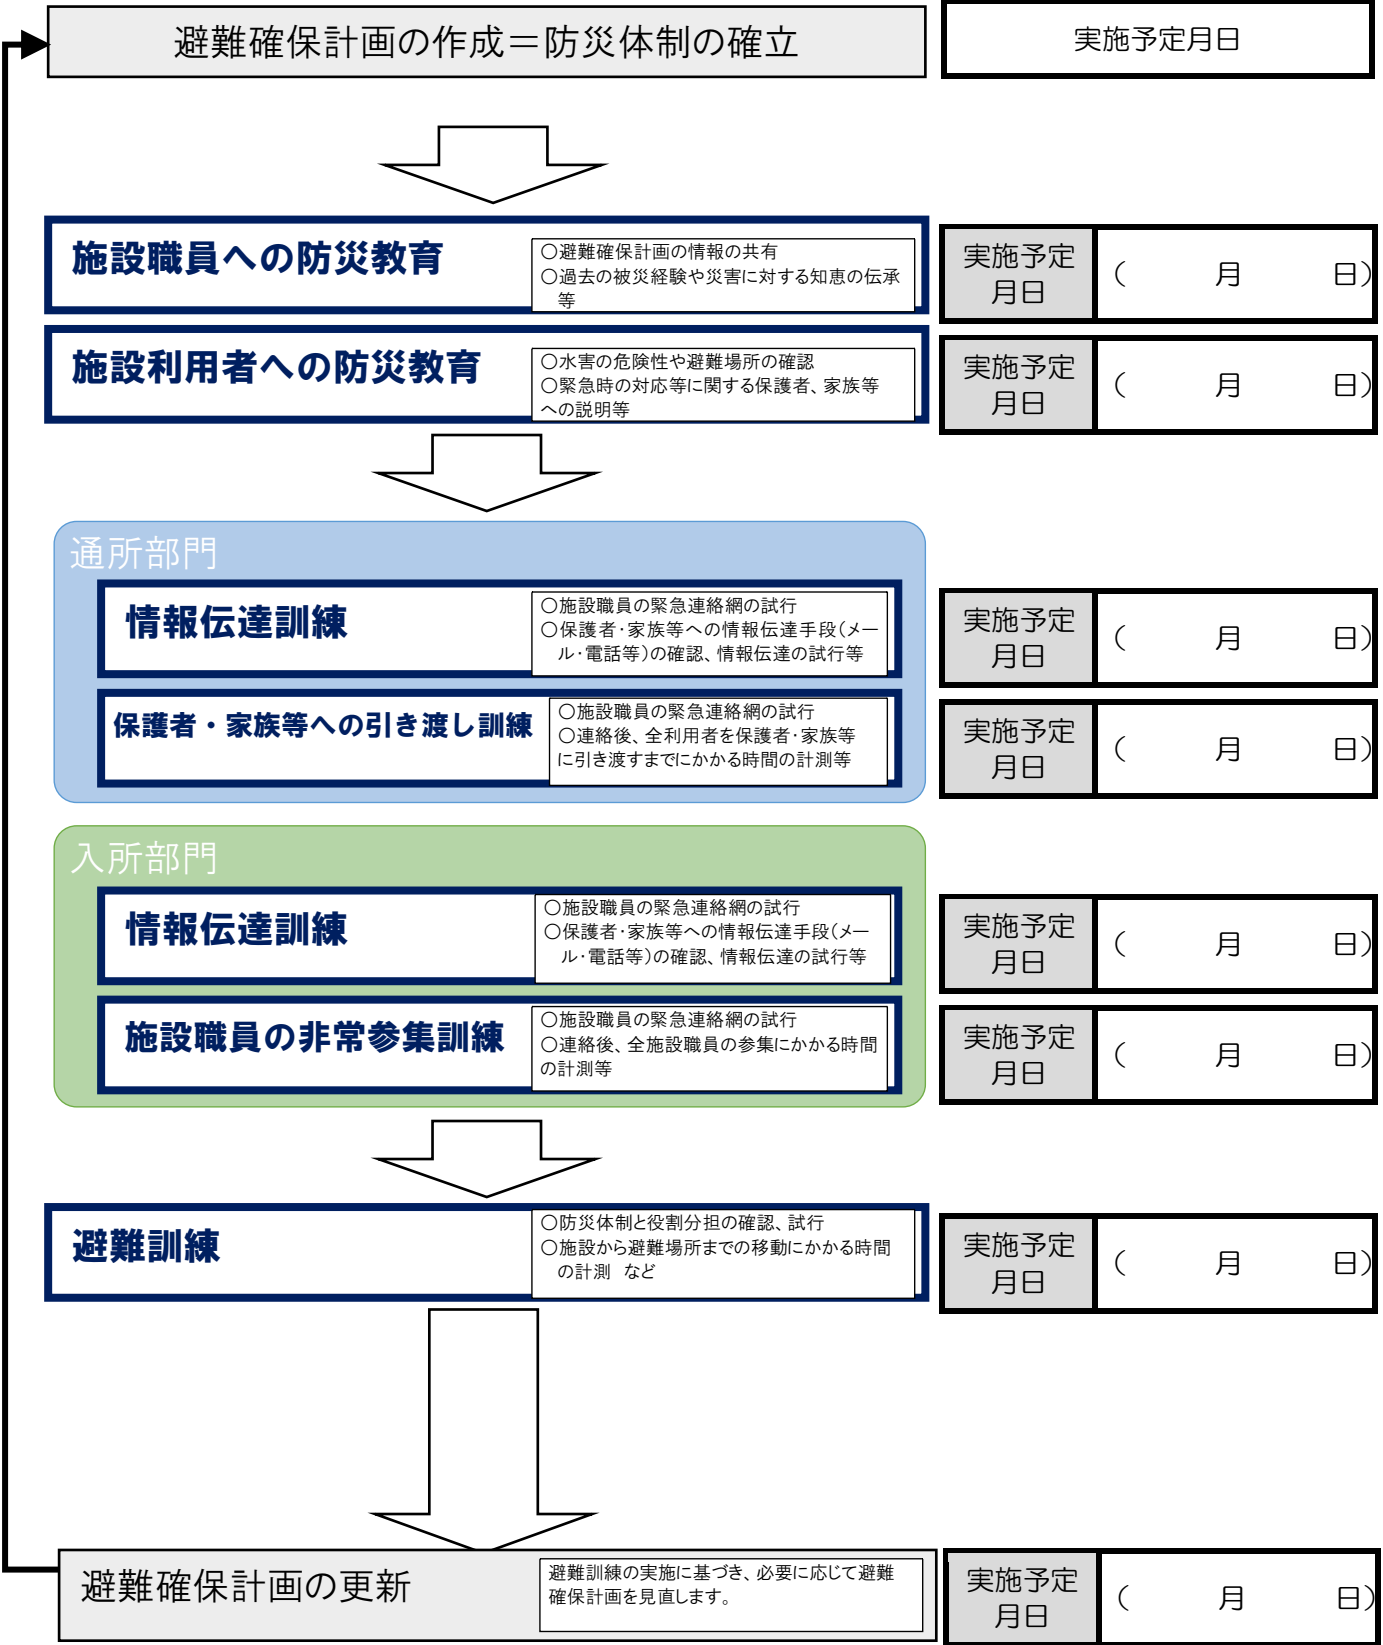 避難確保計画の作成＝防災体制の確立
実施予定月日
施設職員への防災教育
○避難確保計画の情報の共有
○過去の被災経験や災害に対する知恵の伝承
等
実施予定
月日
（　　月　　日）
施設利用者への防災教育
○水害の危険性や避難場所の確認
○緊急時の対応等に関する保護者、家族等
への説明等
実施予定
月日
（　　月　　日）
通所部門
情報伝達訓練
○施設職員の緊急連絡網の試行
○保護者・家族等への情報伝達手段（メー
ル・電話等）の確認、情報伝達の試行等
実施予定
月日
（　　月　　日）
保護者・家族等への引き渡し訓練
○施設職員の緊急連絡網の試行
○連絡後、全利用者を保護者・家族等
に引き渡すまでにかかる時間の計測等
実施予定
月日
（　　月　　日）
入所部門
情報伝達訓練
○施設職員の緊急連絡網の試行
○保護者・家族等への情報伝達手段（メー
ル・電話等）の確認、情報伝達の試行等
実施予定
月日
（　　月　　日）
施設職員の非常参集訓練
○施設職員の緊急連絡網の試行
○連絡後、全施設職員の参集にかかる時間
の計測等
実施予定
月日
（　　月　　日）
避難訓練
○防災体制と役割分担の確認、試行
○施設から避難場所までの移動にかかる時間
の計測　など
実施予定
月日
（　　月　　日）
避難確保計画の更新
避難訓練の実施に基づき、必要に応じて避難
確保計画を見直します。
実施予定
月日
（　　月　　日）